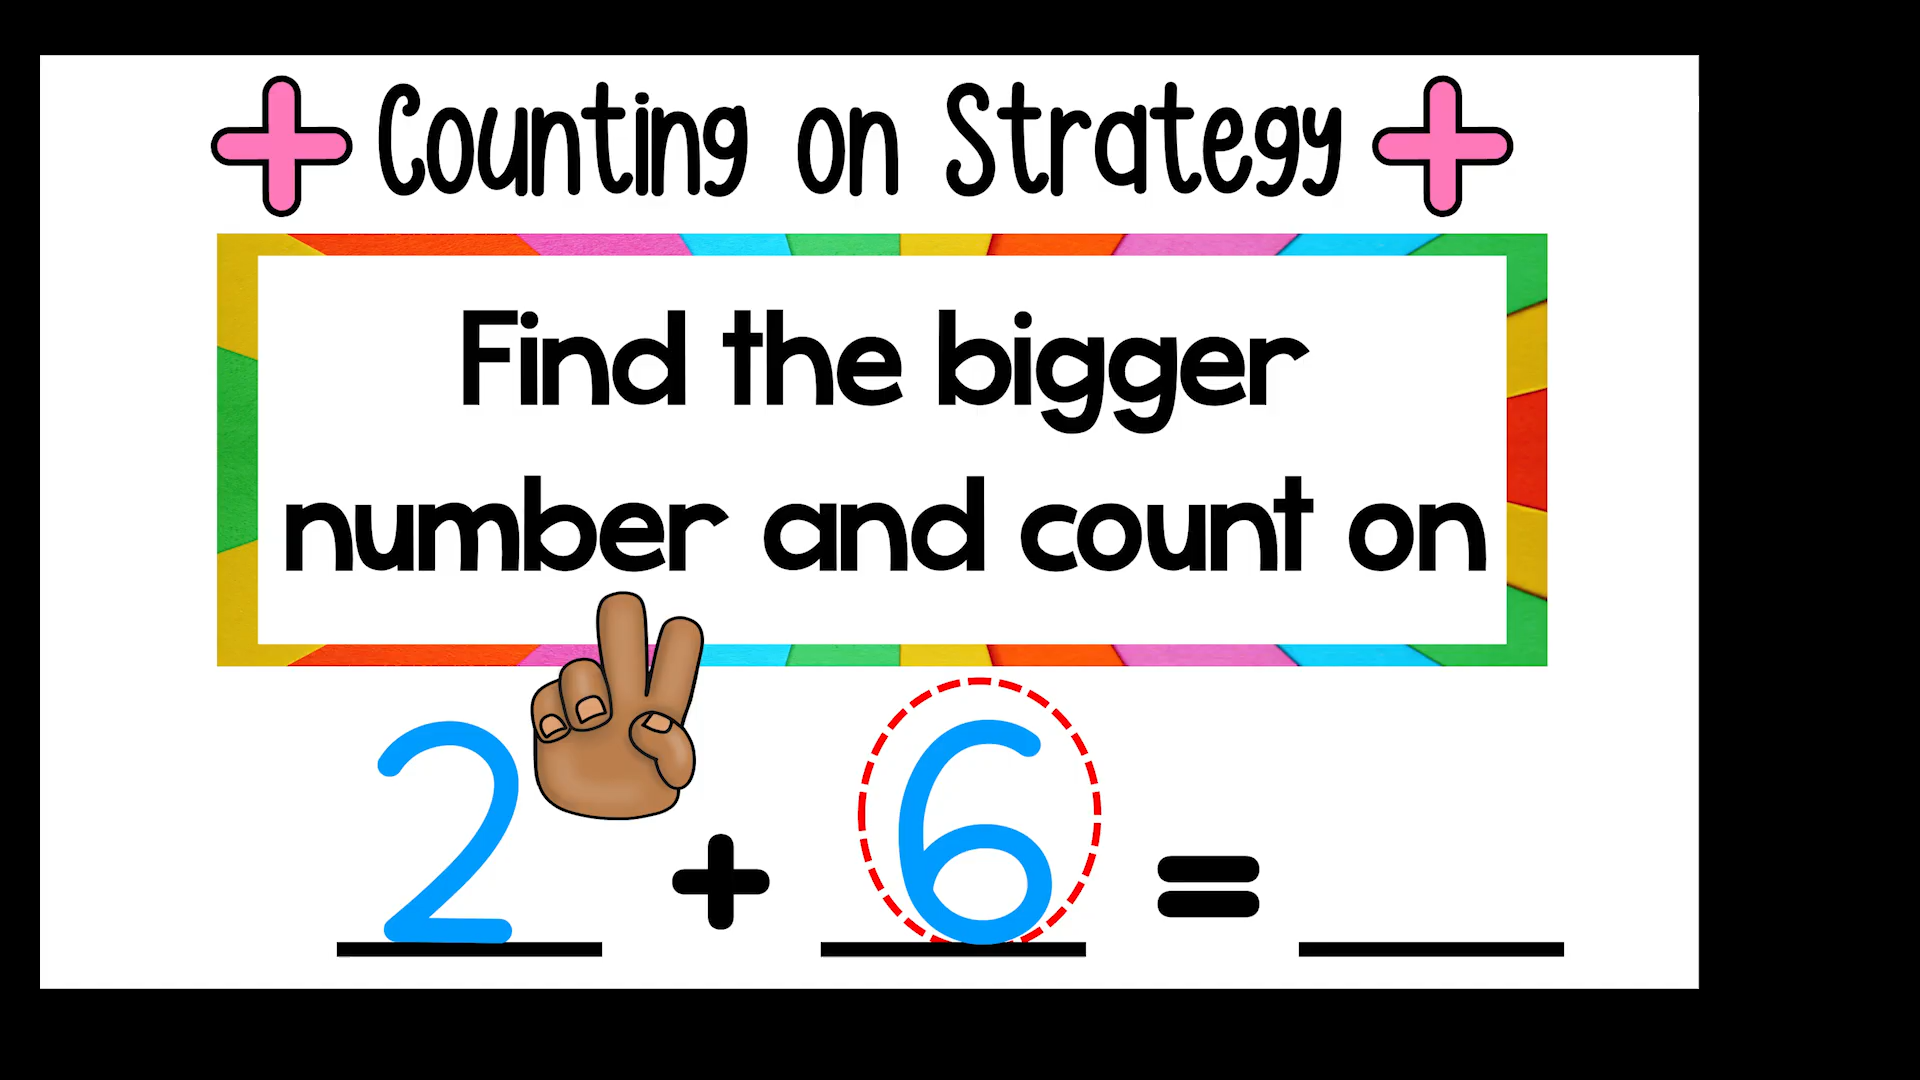 Counting on Strategy
Find the bigger
number and count on
2 + 6 =